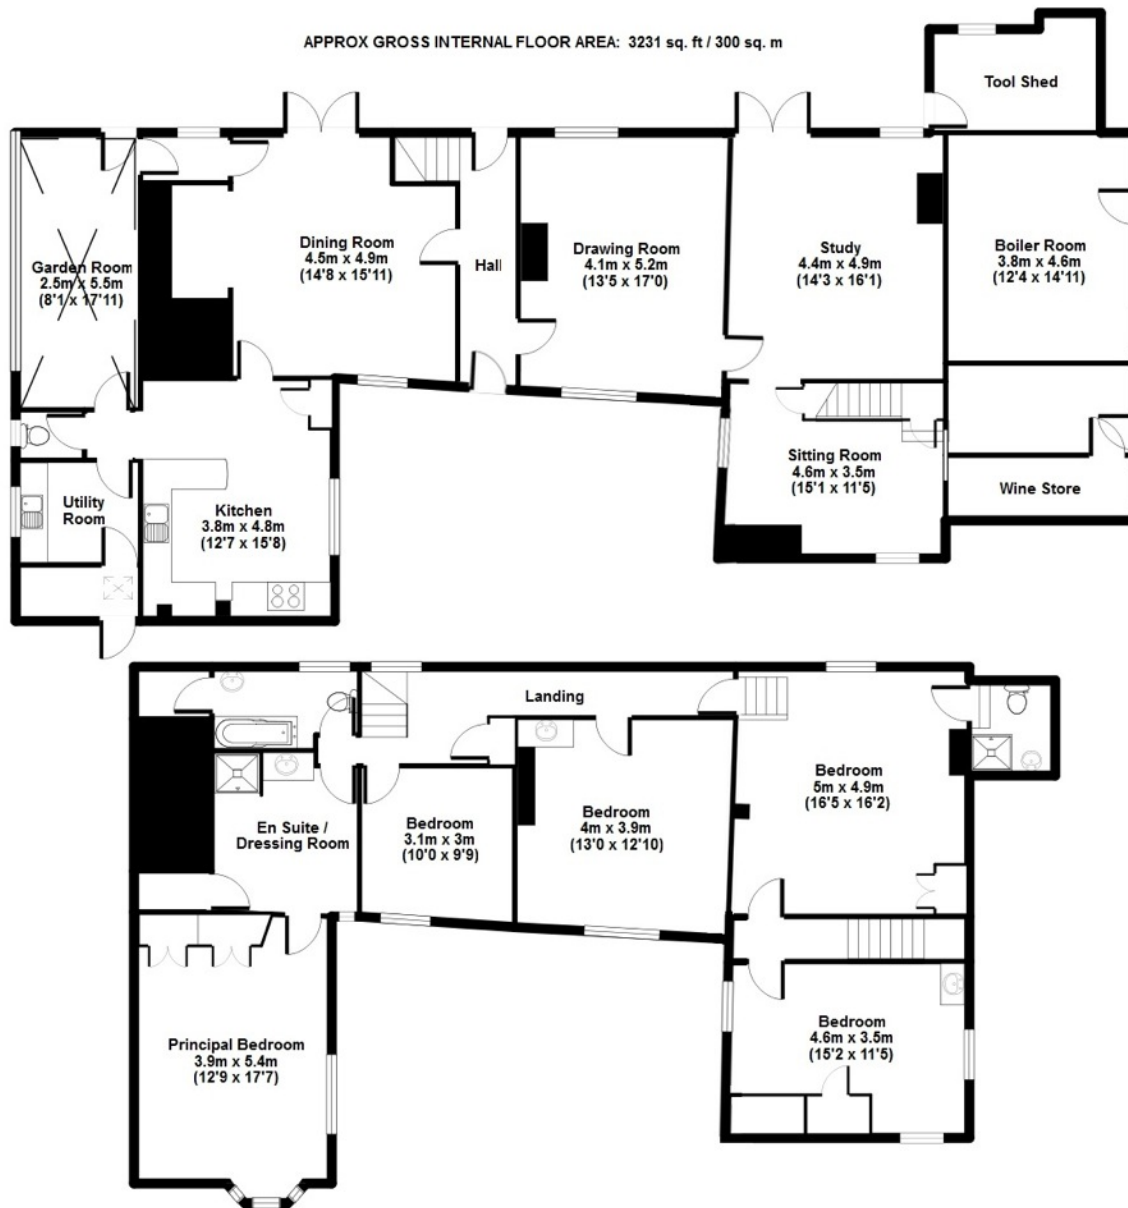 APPROX GROSS INTERNAL FLOOR AREA: 3231 sq. ft / 300 sq. m
Tool Shed
Garden Room
2.5m x 5.5m
(8'1 x 17'11)
Dining Room
4.5m x 4.9m
(14'8 x 15'11)
Hall
Drawing Room
4.1m x 5.2m
(13'5 x 17'0)
Study
4.4m x 4.9m
(14'3 x 16'1)
Boiler Room
3.8m x 4.6m
(12'4 x 14'11)
Utility
Room
Kitchen
3.8m x 4.8m
(12'7 x 15'8)
Sitting Room
4.6m x 3.5m
(15'1 x 11'5)
Wine Store
Landing
En Suite /
Dressing Room
Bedroom
3.1m x 3m
(10'0 x 9'9)
Bedroom
4m x 3.9m
(13'0 x 12'10)
Bedroom
5m x 4.9m
(16'5 x 16'2)
Principal Bedroom
3.9m x 5.4m
(12'9 x 17'7)
Bedroom
4.6m x 3.5m
(15'2 x 11'5)